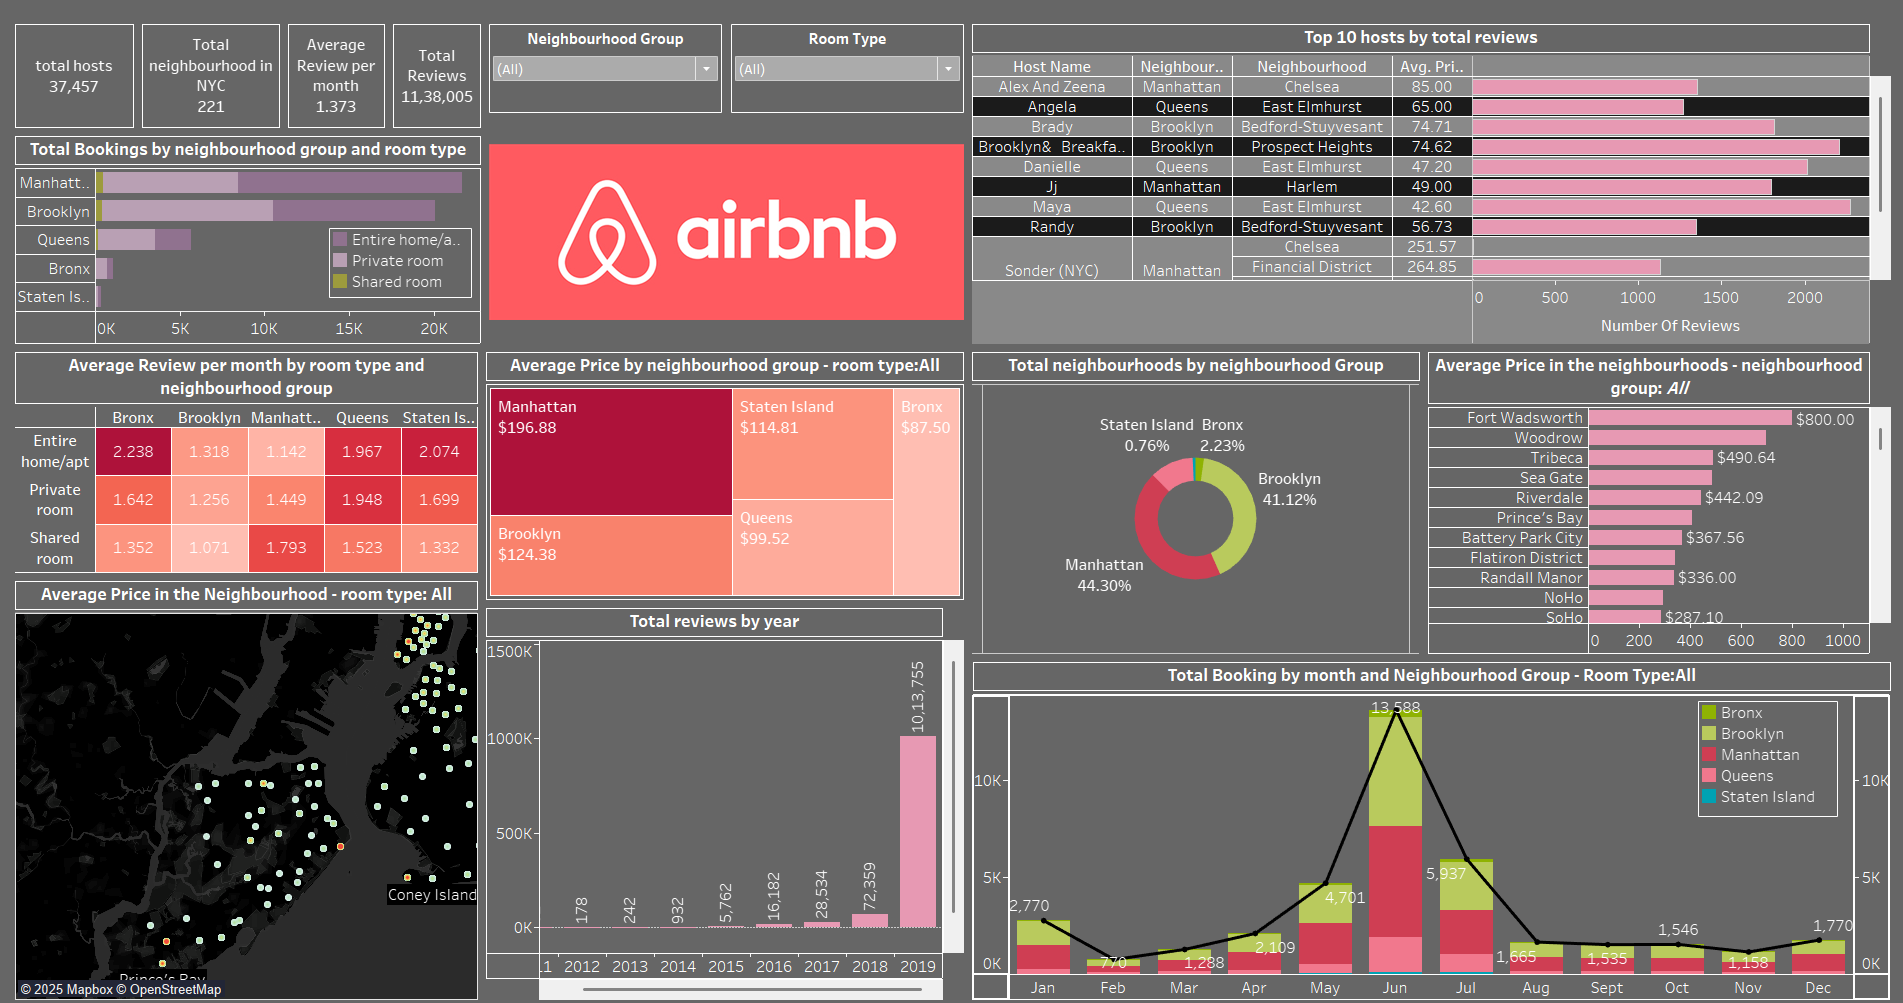 total hosts
37,457
Total
neighbourhood in
NYC
221
Average
Review per
month
1.373
Total
Reviews
11,38,005
Neighbourhood Group
(All)
Room Type
(All)
Top 10 hosts by total reviews
Host Name Neighbour.. Neighbourhood Avg. Pri..
Alex And Zeena Manhattan Chelsea 85.00
Angela Queens East Elmhurst 65.00
Brady Brooklyn Bedford-Stuyvesant 74.71
Brooklyn& Breakfa.. Brooklyn Prospect Heights 74.62
Danielle Queens East Elmhurst 47.20
Jj Manhattan Harlem 49.00
Maya Queens East Elmhurst 42.60
Randy Brooklyn Bedford-Stuyvesant 56.73
Chelsea 251.57
Sonder (NYC) Manhattan Financial District 264.85
0 500 1000 1500 2000
Number Of Reviews
Total Bookings by neighbourhood group and room type
Manhatt..
Brooklyn
Queens
Bronx
Staten Is..
Entire home/a..
Private room
Shared room
0K 5K 10K 15K 20K
airbnb
Average Review per month by room type and
neighbourhood group
Bronx Brooklyn Manhatt.. Queens Staten Is..
Entire
home/apt 2.238 1.318 1.142 1.967 2.074
Private
room 1.642 1.256 1.449 1.948 1.699
Shared
room 1.352 1.071 1.793 1.523 1.332
Average Price by neighbourhood group - room type:All
Manhattan
$196.88
Staten Island
$114.81
Bronx
$87.50
Brooklyn
$124.38
Queens
$99.52
Total neighbourhoods by neighbourhood Group
Staten Island
0.76%
Bronx
2.23%
Brooklyn
41.12%
Manhattan
44.30%
Average Price in the neighbourhoods - neighbourhood
group: All
Fort Wadsworth $800.00
Woodrow
Tribeca $490.64
Sea Gate
Riverdale $442.09
Prince's Bay
Battery Park City $367.56
Flatiron District
Randall Manor $336.00
NoHo
SoHo $287.10
0 200 400 600 800 1000
Average Price in the Neighbourhood - room type: All
Coney Island
Prince's Bay
© 2025 Mapbox © OpenStreetMap
Total reviews by year
1500K
1000K
500K
0K
178
242
932
5,762
16,182
28,534
72,359
10,13,755
11 2012 2013 2014 2015 2016 2017 2018 2019
Total Booking by month and Neighbourhood Group - Room Type:All
10K
5K
0K
2,770
770
1,288
2,109
4,701
13,588
5,937
1,665
1,535
1,546
1,158
1,770
Bronx
Brooklyn
Manhattan
Queens
Staten Island
10K
5K
0K
Jan Feb Mar Apr May Jun Jul Aug Sept Oct Nov Dec